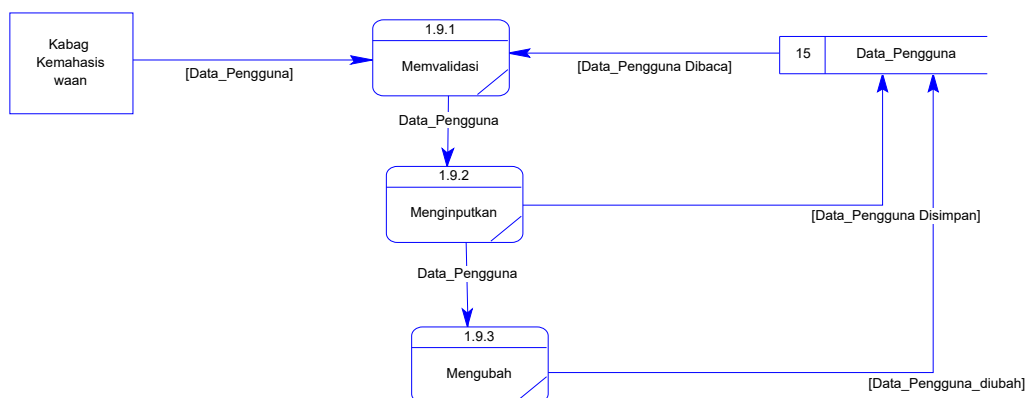 Kabag
Kemahasis
waan
[Data_Pengguna]
1.9.1
Memvalidasi
[Data_Pengguna Dibaca]
15
Data_Pengguna
Data_Pengguna
1.9.2
Menginputkan
[Data_Pengguna Disimpan]
Data_Pengguna
1.9.3
Mengubah
[Data_Pengguna_diubah]